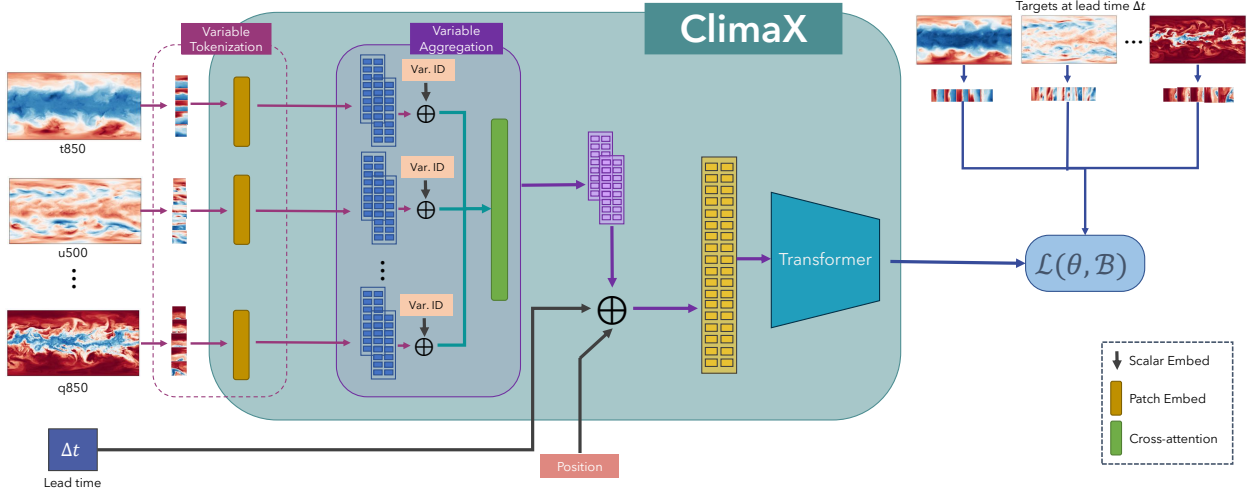 ClimaX
Targets at lead time Δt
Variable
Tokenization
Variable
Aggregation
...
Var. ID
t850
Var. ID
u500
...
...
Transformer
ℒ(θ, ℬ)
Var. ID
q850
Scalar Embed
Patch Embed
Cross-attention
Δt
Position
Lead time